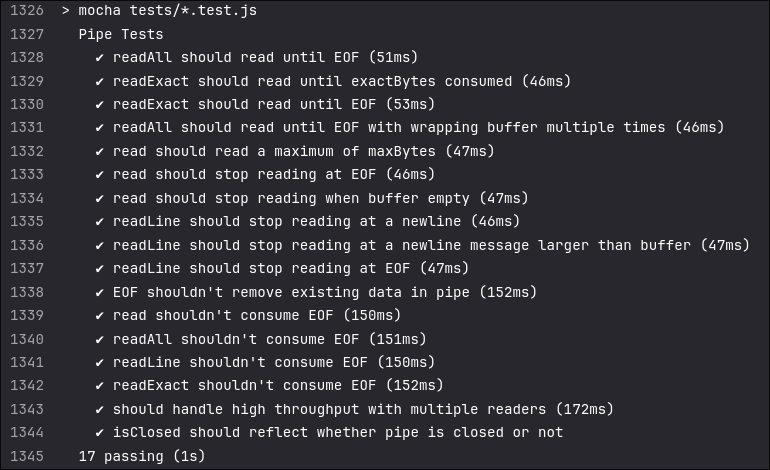 1326 > mocha tests/*.test.js
1327 Pipe Tests
1328 ✔ readAll should read until EOF (51ms)
1329 ✔ readExact should read until exactBytes consumed (46ms)
1330 ✔ readExact should read until EOF (53ms)
1331 ✔ readAll should read until EOF with wrapping buffer multiple times (46ms)
1332 ✔ read should read a maximum of maxBytes (47ms)
1333 ✔ read should stop reading at EOF (46ms)
1334 ✔ read should stop reading when buffer empty (47ms)
1335 ✔ readLine should stop reading at a newline (46ms)
1336 ✔ readLine should stop reading at a newline message larger than buffer (47ms)
1337 ✔ readLine should stop reading at EOF (47ms)
1338 ✔ EOF shouldn't remove existing data in pipe (152ms)
1339 ✔ read shouldn't consume EOF (150ms)
1340 ✔ readAll shouldn't consume EOF (151ms)
1341 ✔ readLine shouldn't consume EOF (150ms)
1342 ✔ readExact shouldn't consume EOF (152ms)
1343 ✔ should handle high throughput with multiple readers (172ms)
1344 ✔ isClosed should reflect whether pipe is closed or not
1345 17 passing (1s)